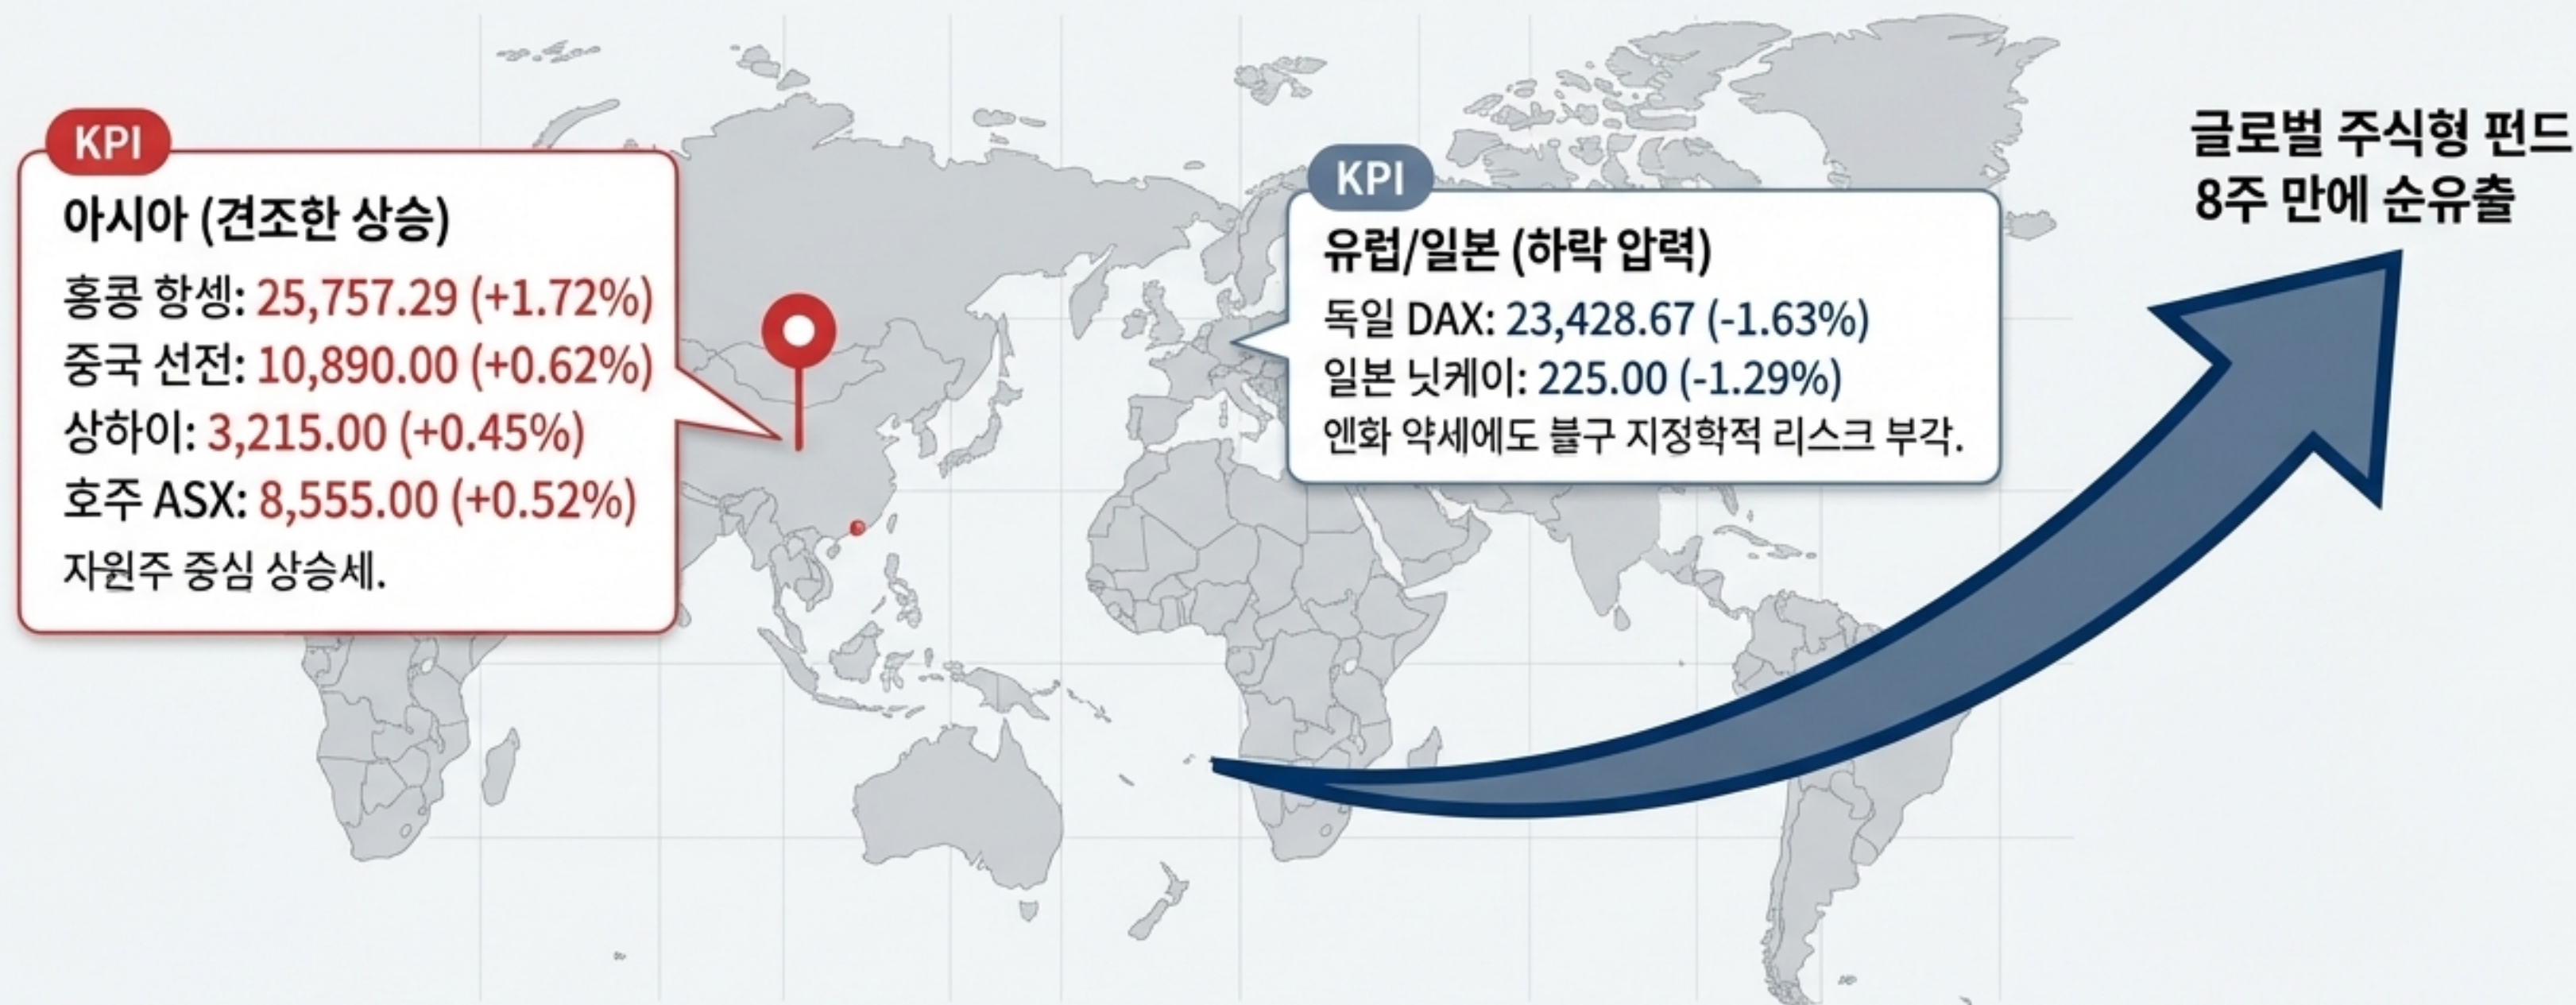 KPI
아시아 (견조한 상승)
홍콩 항셍: 25,757.29 (+1.72%)
중국 선전: 10,890.00 (+0.62%)
상하이: 3,215.00 (+0.45%)
호주 ASX: 8,555.00 (+0.52%)
자원주 중심 상승세.
KPI
유럽/일본 (하락 압력)
독일 DAX: 23,428.67 (-1.63%)
일본 닛케이: 225.00 (-1.29%)
엔화 약세에도 불구 지정학적 리스크 부각.
글로벌 주식형 펀드
8주 만에 순유출